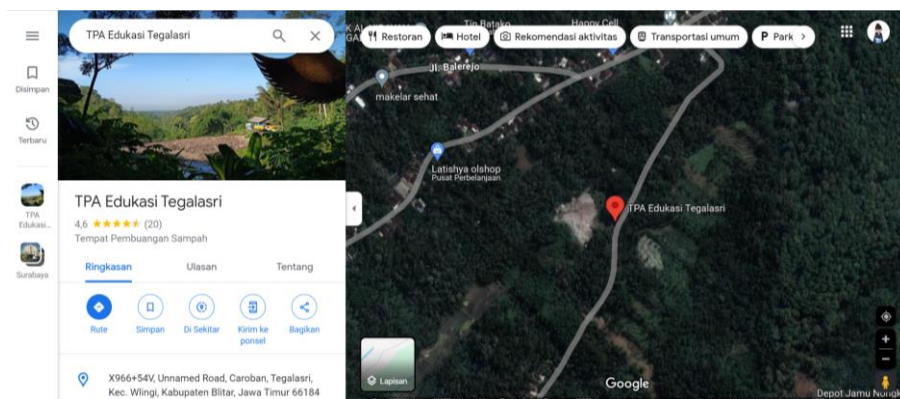 TPA Edukasi Tegalasri
Disimpan
Terbaru
TPA
Edukasi...
Surabaya
TPA Edukasi Tegalasri
4,6 (20)
Tempat Pembuangan Sampah
Ringkasan Ulasan Tentang
Rute Simpan Di Sekitar Kirim ke ponsel Bagikan
X966+54V, Unnamed Road, Caroban, Tegalasri,
Kec. Wlingi, Kabupaten Blitar, Jawa Timur 66184
Tin Batako
Happy Cell
Restoran Hotel Rekomendasi aktivitas Transportasi umum P Park
Jl. Balerejo
makelar sehat
Latishya olshop
Pusat Perbelanjaan
TPA Edukasi Tegalasri
Lapisan
Google
Depot Jamu